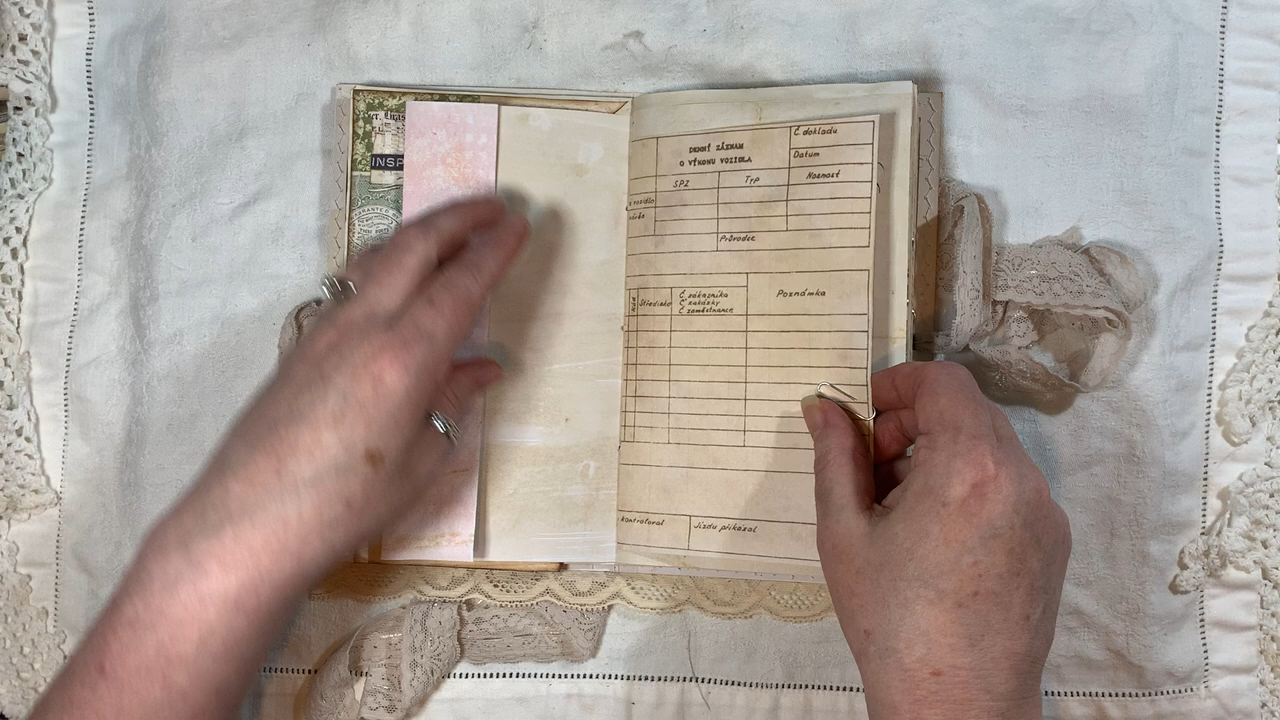 INSP
DENNÍ ZÁZNAM
O VÝKONU VOZIDLA
Č dokladu
Datum
SPZ
Typ
Nosnost
Průvodce
Středisko
Č. zákazníka
Č zakázky
Č zaměstnance
Poznámka
kontroloval
Jízdu přikázal